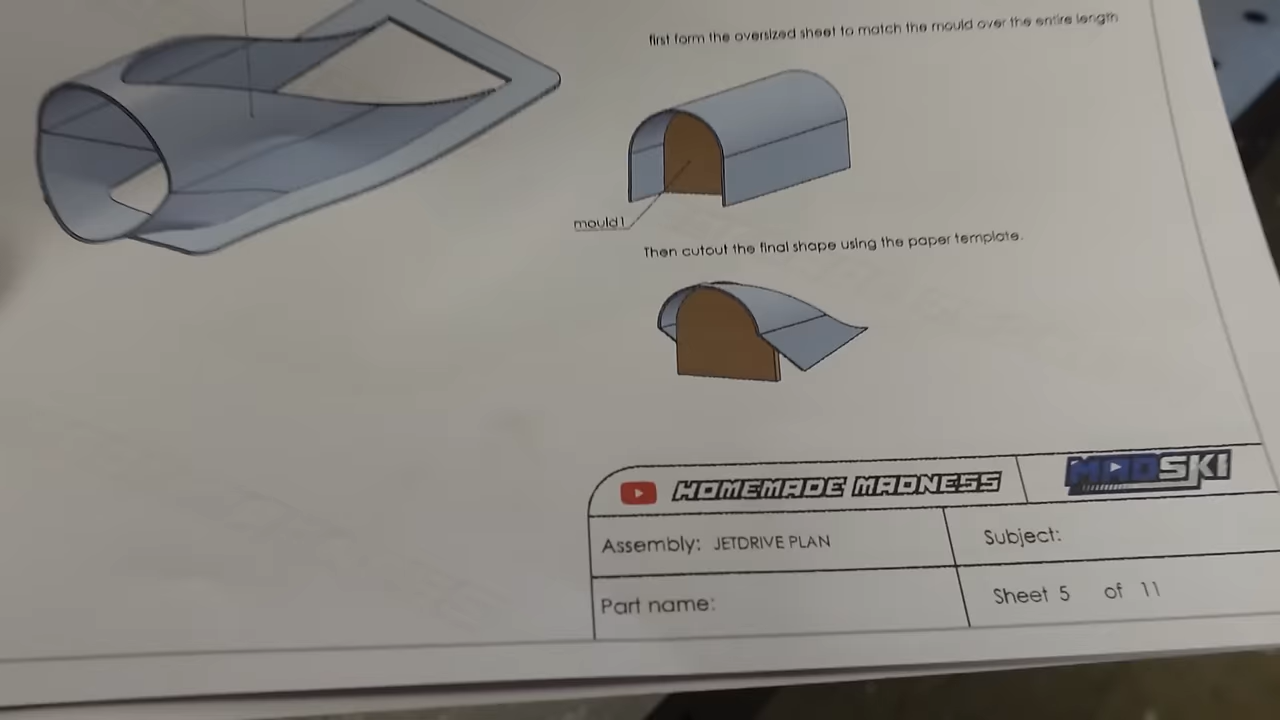 first form the oversized sheet to match the mould over the entire length
mould1
Then cutout the final shape using the paper template.
HOMEMADE MADNESS
MADSKI
Assembly: JETDRIVE PLAN
Subject:
Part name:
Sheet 5 of 11